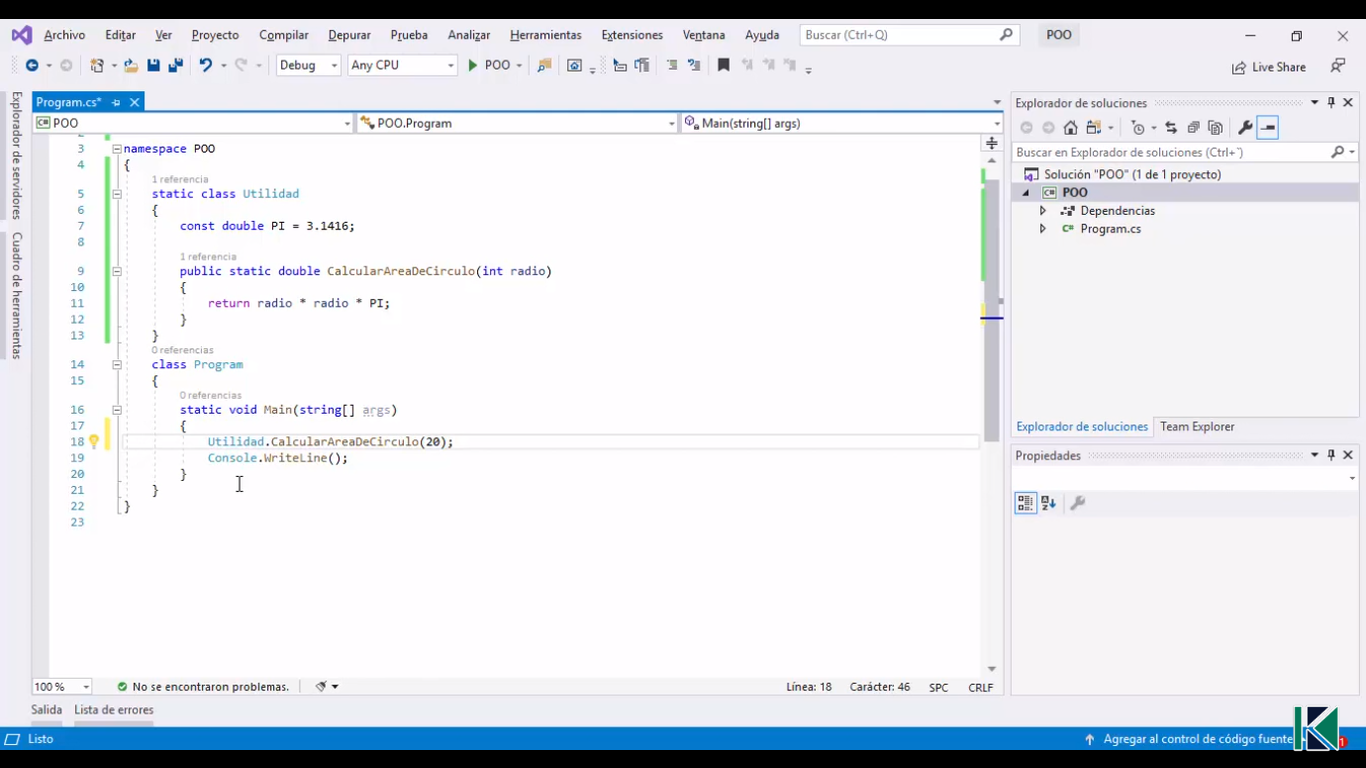 Archivo Editar Ver Proyecto Compilar Depurar Prueba Analizar Herramientas Extensiones Ventana Ayuda Buscar (Ctrl+Q) POO
Debug Any CPU POO Live Share
Explorador de servidores
Cuadro de herramientas
Program.cs*
POO POO.Program Main(string[] args)
3 namespace POO
4 {
1 referencia
5 static class Utilidad
6 {
7 const double PI = 3.1416;
8
1 referencia
9 public static double CalcularAreaDeCirculo(int radio)
10 {
11 return radio * radio * PI;
12 }
13 }
0 referencias
14 class Program
15 {
0 referencias
16 static void Main(string[] args)
17 {
18 Utilidad.CalcularAreaDeCirculo(20);
19 Console.WriteLine();
20 }
21 }
22 }
23
100 % No se encontraron problemas. Línea: 18 Carácter: 46 SPC CRLF
Salida Lista de errores
Explorador de soluciones
Buscar en Explorador de soluciones (Ctrl+´)
Solución "POO" (1 de 1 proyecto)
POO
Dependencias
C# Program.cs
Explorador de soluciones Team Explorer
Propiedades
Listo Agregar al control de código fuente 1